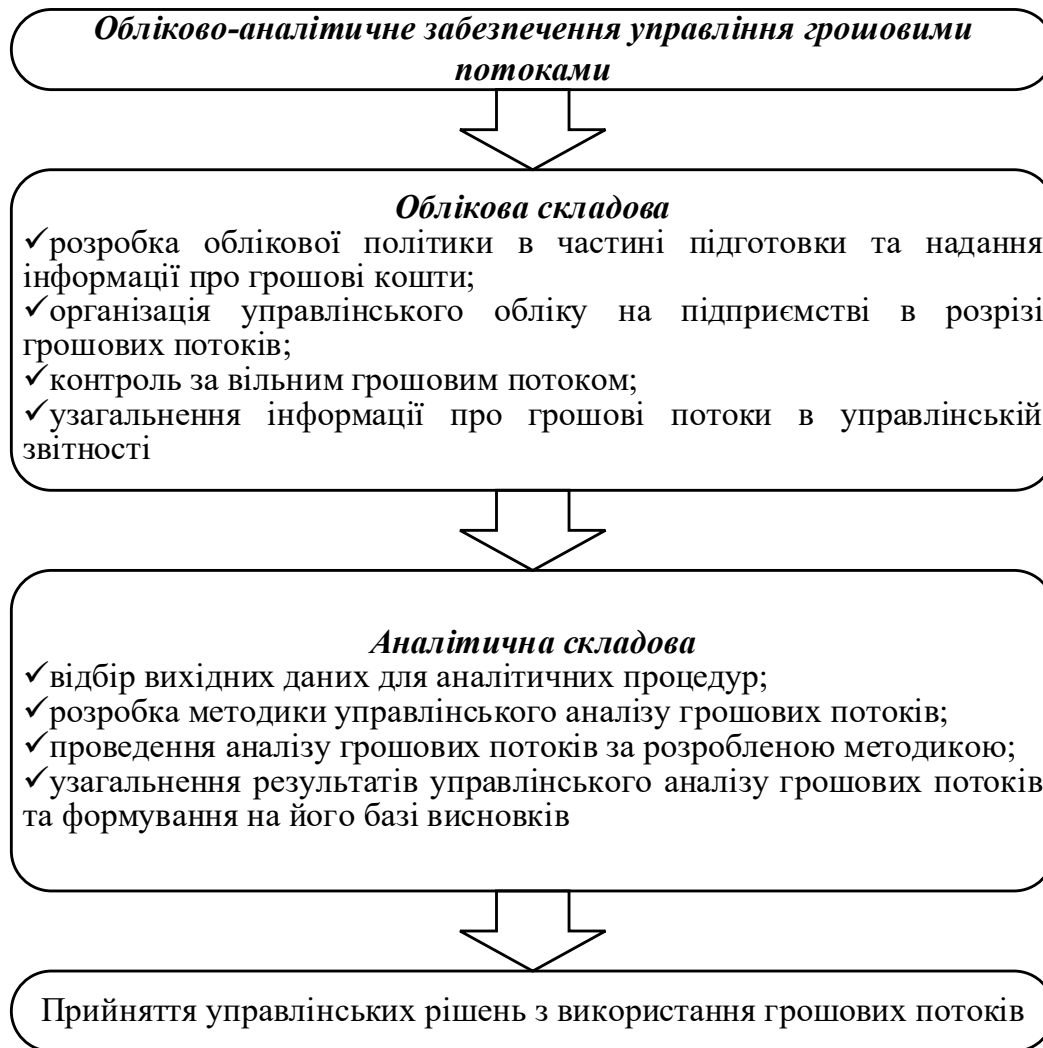 Обліково-аналітичне забезпечення управління грошовими
потоками
Облікова складова
✓розробка облікової політики в частині підготовки та надання
інформації про грошові кошти;
✓організація управлінського обліку на підприємстві в розрізі
грошових потоків;
✓контроль за вільним грошовим потоком;
✓узагальнення інформації про грошові потоки в управлінській
звітності
Аналітична складова
✓відбір вихідних даних для аналітичних процедур;
✓розробка методики управлінського аналізу грошових потоків;
✓проведення аналізу грошових потоків за розробленою методикою;
✓узагальнення результатів управлінського аналізу грошових потоків
та формування на його базі висновків
Прийняття управлінських рішень з використання грошових потоків